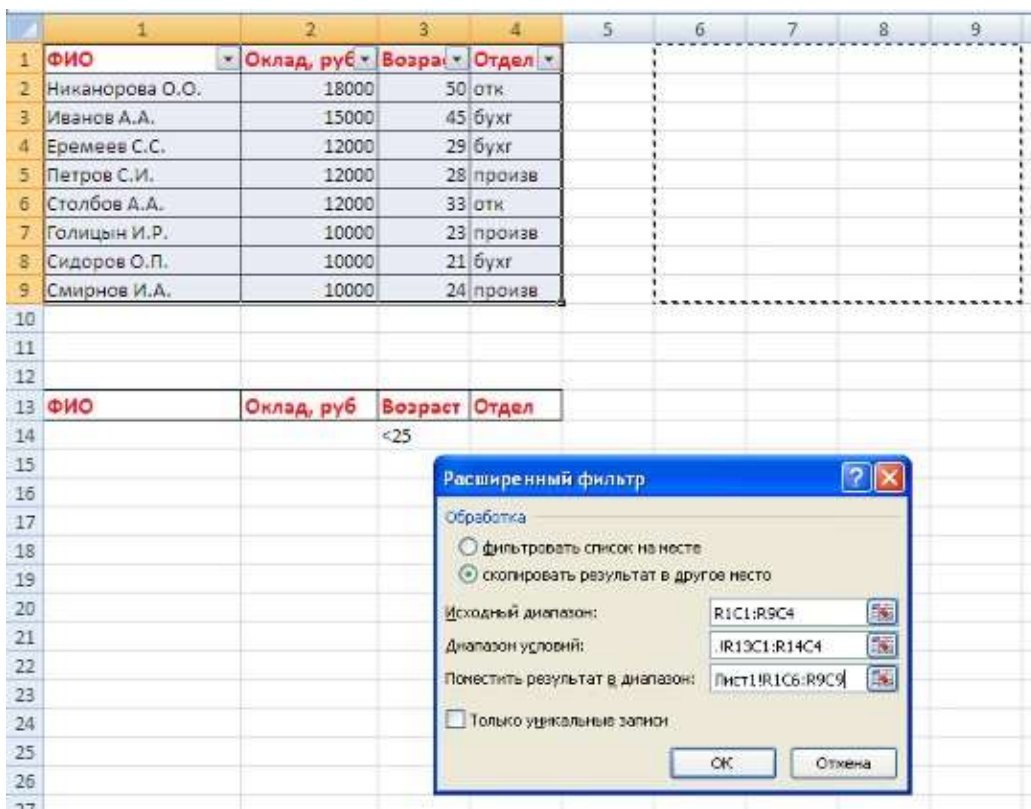 1 2 3 4 5 6 7 8 9
1 ФИО Оклад, руб Возрас Отдел
2 Никанорова О.О. 18000 50 отк
3 Иванов А.А. 15000 45 бухг
4 Еремеев С.С. 12000 29 бухг
5 Петров С.И. 12000 28 произв
6 Столбов А.А. 12000 33 отк
7 Голицын И.Р. 10000 23 произв
8 Сидоров О.П. 10000 21 бухг
9 Смирнов И.А. 10000 24 произв
10
11
12
13 ФИО Оклад, руб Возраст Отдел
14 <25
15
Расширенный фильтр
16
Обработка
17
18 фильтровать список на месте
19 скопировать результат в другое место
20 Исходный диапазон: R1C1:R9C4
21 Диапазон условий: .!R13C1:R14C4
22
Поместить результат в диапазон: Лист1!R1C6:R9C9
23
24 Только уникальные записи
25 ОК Отмена
26
27